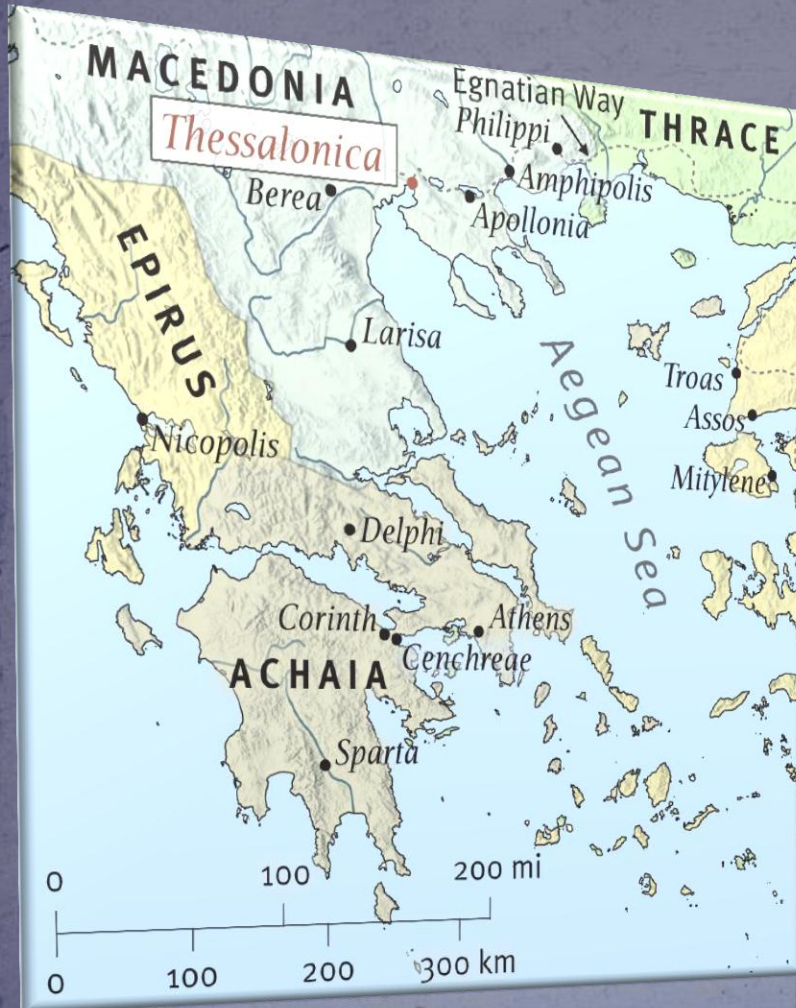 MACEDONIA
Egnatian Way
THRACE
Philippi
Thessalonica
Amphipolis
Berea
Apollonia
EPIRUS
Larisa
Aegean Sea
Troas
Assos
Nicopolis
Mitylene
Delphi
Corinth
Athens
Cenchreae
ACHAIA
Sparta
0 100 200 mi
0 100 200 300 km